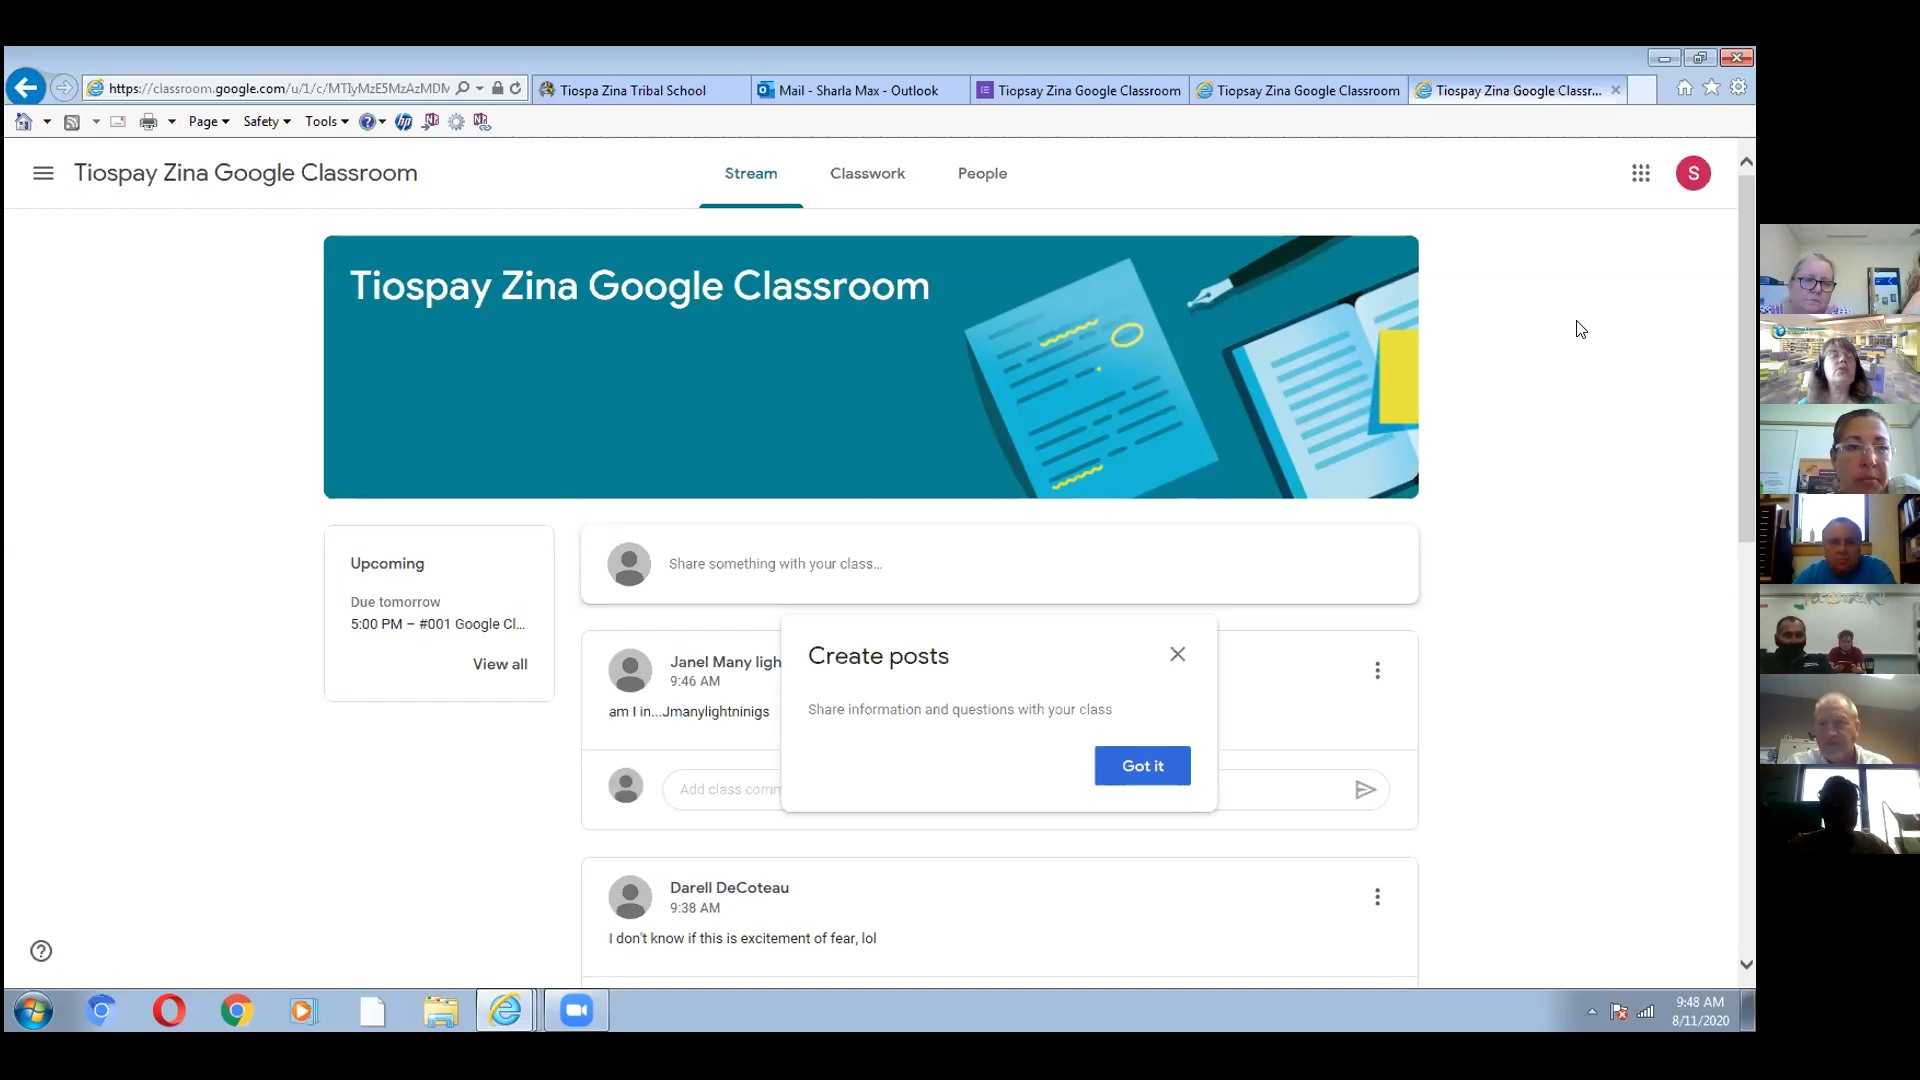 https://classroom.google.com/u/1/c/MTIyMzE5MzAzMDM
Tiospa Zina Tribal School
Mail - Sharla Max - Outlook
Tiopsay Zina Google Classroom
Tiopsay Zina Google Classroom
Tiospay Zina Google Classr...
Page
Safety
Tools
Tiospay Zina Google Classroom
Stream
Classwork
People
S
Tiospay Zina Google Classroom
Upcoming
Due tomorrow
5:00 PM – #001 Google Cl...
View all
Share something with your class...
Janel Many ligh
9:46 AM
am I in...Jmanylightninigs
Add class comm
Create posts
Share information and questions with your class
Got it
Darell DeCoteau
9:38 AM
I don't know if this is excitement of fear, lol
9:48 AM
8/11/2020